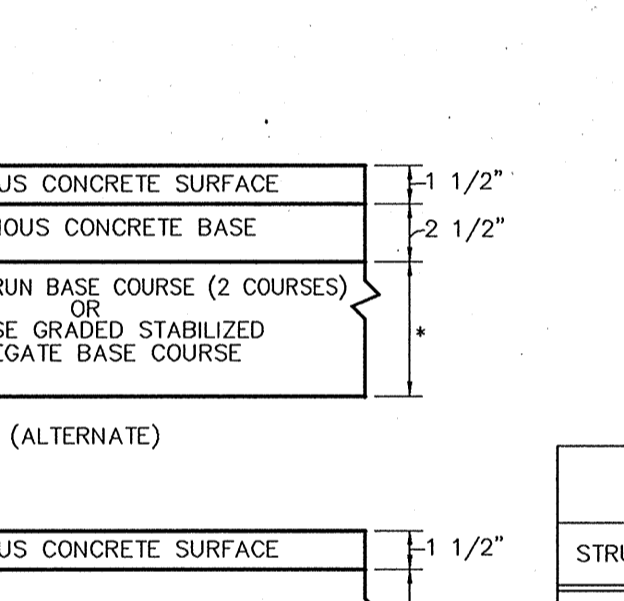 US CONCRETE SURFACE 1 1/2"
IOUS CONCRETE BASE 2 1/2"
RUN BASE COURSE (2 COURSES)
OR
SE GRADED STABILIZED *
EGATE BASE COURSE
(ALTERNATE)
US CONCRETE SURFACE 1 1/2"
STRU